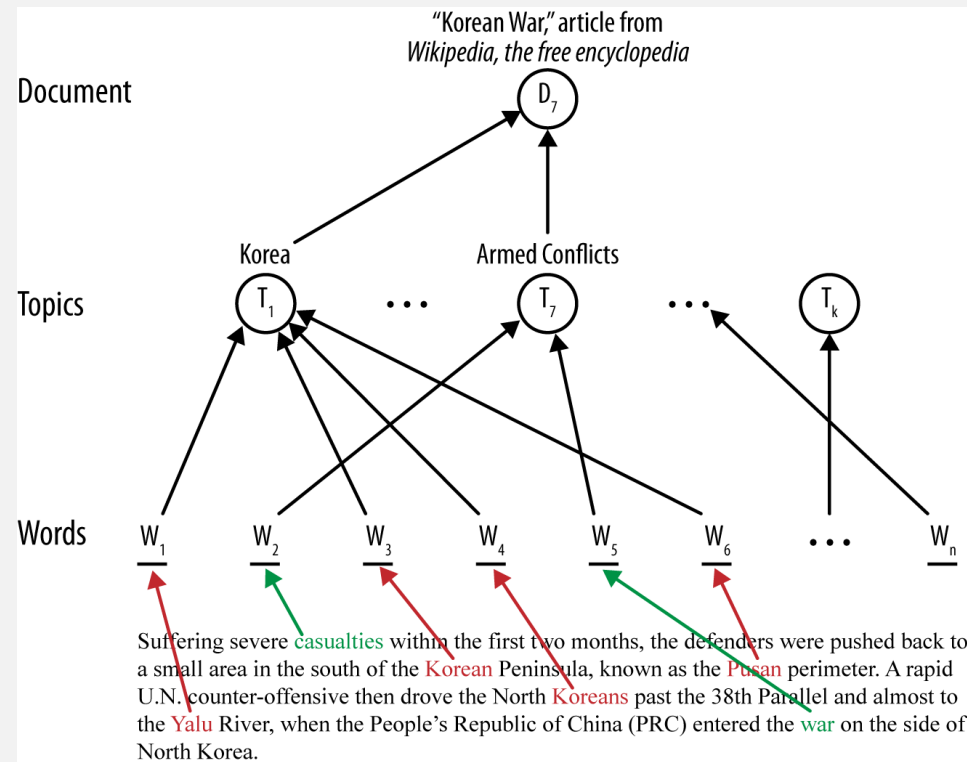 “Korean War,” article from
Wikipedia, the free encyclopedia
Document
D7
Korea
Armed Conflicts
Topics
T1
...
T7
...
Tk
Words
W1
W2
W3
W4
W5
W6
...
Wn
Suffering severe casualties within the first two months, the defenders were pushed back to
a small area in the south of the Korean Peninsula, known as the Pusan perimeter. A rapid
U.N. counter-offensive then drove the North Koreans past the 38th Parallel and almost to
the Yalu River, when the People’s Republic of China (PRC) entered the war on the side of
North Korea.